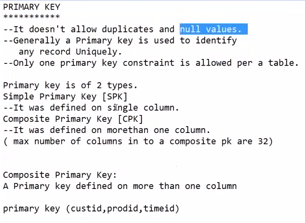 PRIMARY KEY
***********
--It doesn't allow duplicates and null values.
--Generally a Primary key is used to identify
any record Uniquely.
--Only one primary key constraint is allowed per a table.
Primary key is of 2 types.
Simple Primary Key [SPK]
--It was defined on single column.
Composite Primary Key [CPK]
--It was defined on morethan one column.
( max number of columns in to a composite pk are 32)
Composite Primary Key:
A Primary key defined on more than one column
primary key (custid,prodid,timeid)